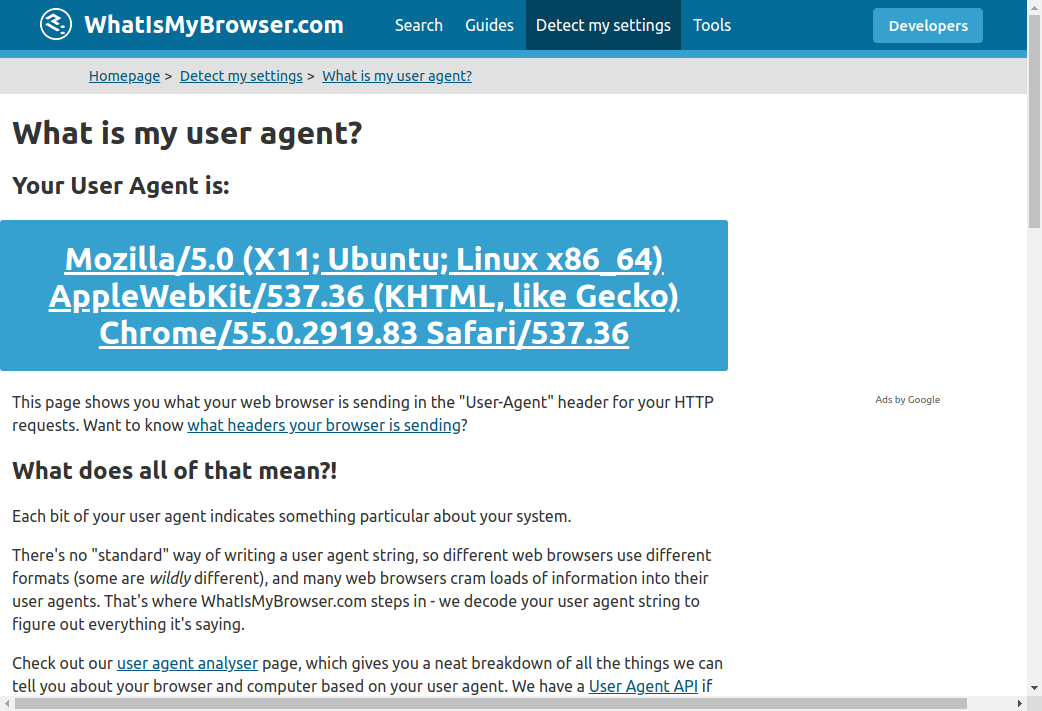 WhatIsMyBrowser.com
Search Guides Detect my settings Tools Developers
Homepage > Detect my settings > What is my user agent?
What is my user agent?
Your User Agent is:
Mozilla/5.0 (X11; Ubuntu; Linux x86_64)
AppleWebKit/537.36 (KHTML, like Gecko)
Chrome/55.0.2919.83 Safari/537.36
This page shows you what your web browser is sending in the "User-Agent" header for your HTTP
requests. Want to know what headers your browser is sending?
Ads by Google
What does all of that mean?!
Each bit of your user agent indicates something particular about your system.
There's no "standard" way of writing a user agent string, so different web browsers use different
formats (some are wildly different), and many web browsers cram loads of information into their
user agents. That's where WhatIsMyBrowser.com steps in - we decode your user agent string to
figure out everything it's saying.
Check out our user agent analyser page, which gives you a neat breakdown of all the things we can
tell you about your browser and computer based on your user agent. We have a User Agent API if